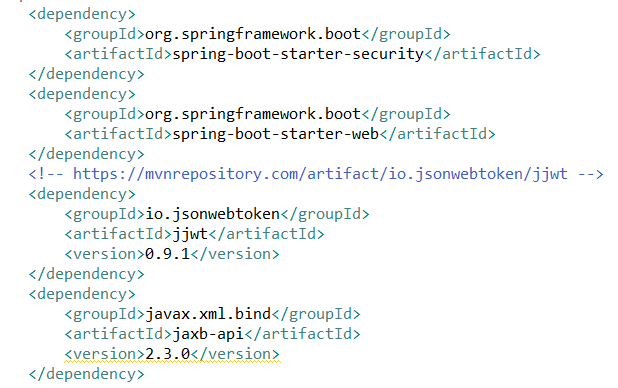 <dependency>
<groupId>org.springframework.boot</groupId>
<artifactId>spring-boot-starter-security</artifactId>
</dependency>
<dependency>
<groupId>org.springframework.boot</groupId>
<artifactId>spring-boot-starter-web</artifactId>
</dependency>
<!-- https://mvnrepository.com/artifact/io.jsonwebtoken/jjwt -->
<dependency>
<groupId>io.jsonwebtoken</groupId>
<artifactId>jjwt</artifactId>
<version>0.9.1</version>
</dependency>
<dependency>
<groupId>javax.xml.bind</groupId>
<artifactId>jaxb-api</artifactId>
<version>2.3.0</version>
</dependency>